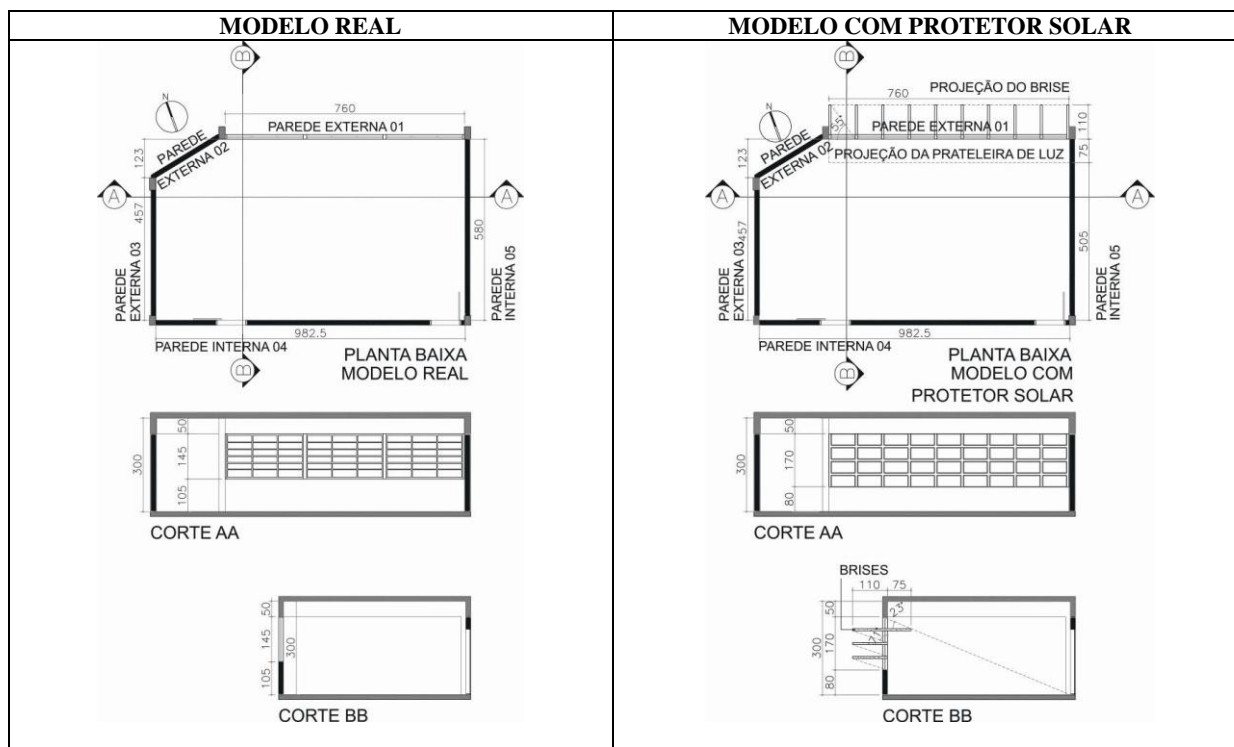 MODELO REAL
B
N
760
PAREDE EXTERNA 01
PAREDE
EXTERNA 02
123
A
A
457
580
PAREDE
EXTERNA 03
PAREDE
INTERNA 05
982.5
PAREDE INTERNA 04
B
PLANTA BAIXA
MODELO REAL
300
50
145
105
CORTE AA
50
145
105
300
CORTE BB
MODELO COM PROTETOR SOLAR
B
PROJEÇÃO DO BRISE
N
760
55°
PAREDE EXTERNA 01
110
PAREDE
EXTERNA 02
123
PROJEÇÃO DA PRATELEIRA DE LUZ
75
A
A
457
505
PAREDE
EXTERNA 03
PAREDE
INTERNA 05
982.5
PAREDE INTERNA 04
B
PLANTA BAIXA
MODELO COM
PROTETOR SOLAR
300
50
170
80
CORTE AA
BRISES
110
75
23°
71°
300
50
170
80
CORTE BB